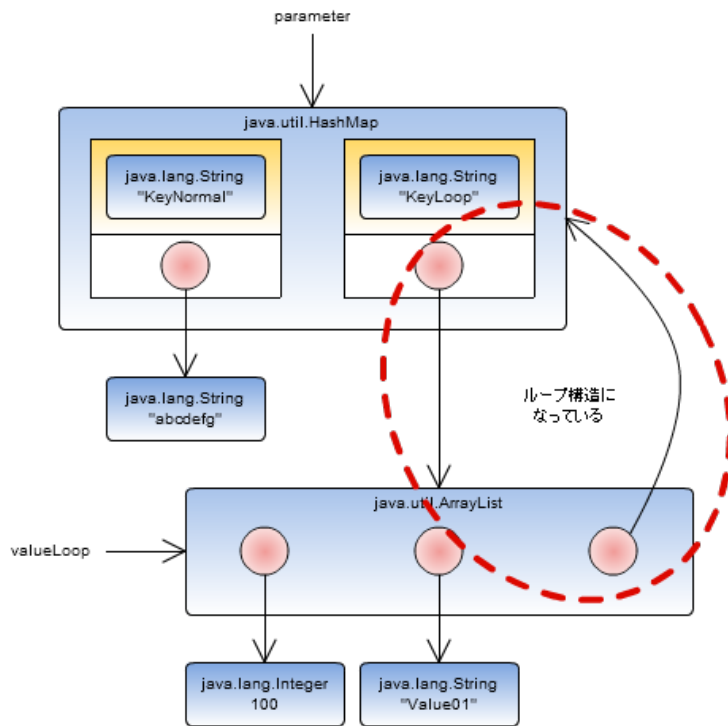 parameter
java.util.HashMap
java.lang.String
"KeyNormal"
java.lang.String
"KeyLoop"
java.lang.String
"abcdefg"
ループ構造に
なっている
java.util.ArrayList
valueLoop
java.lang.Integer
100
java.lang.String
"Value01"